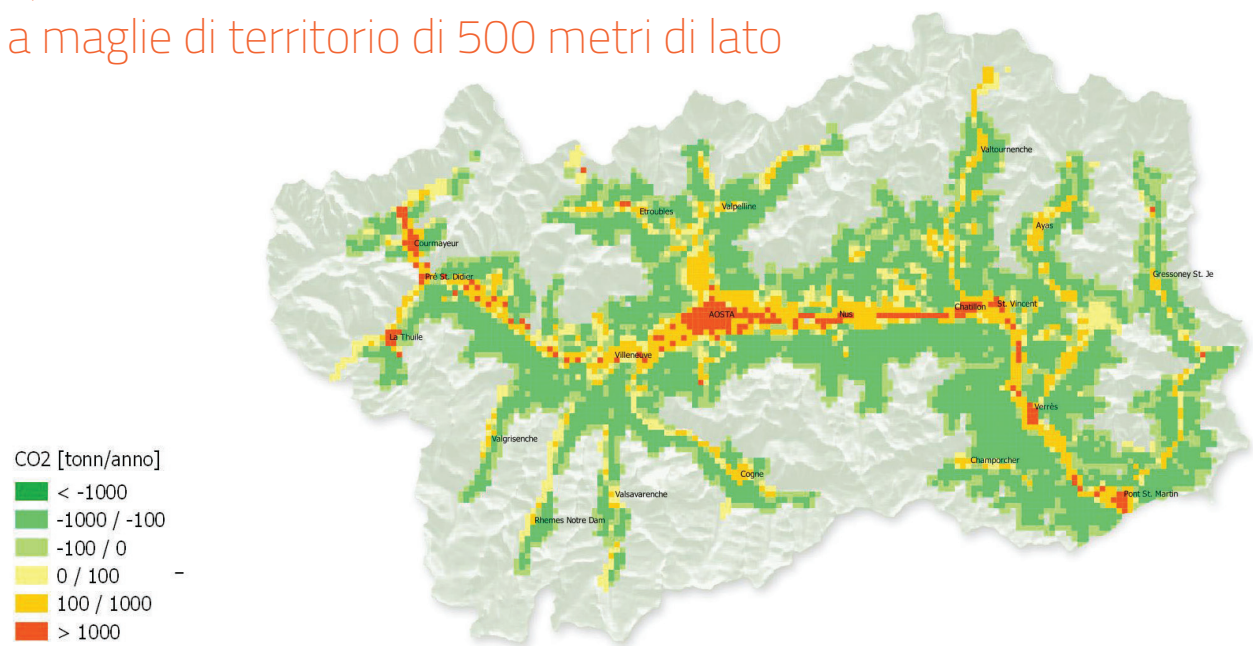 a maglie di territorio di 500 metri di lato
Valtournenche
Etroubles
Valpelline
Ayas
Courmayeur
Pré St. Didier
Gressoney St. Je
AOSTA
Nus
Chatillon
St. Vincent
La Thuile
Villeneuve
Verrès
Valgrisenche
Champorcher
Cogne
Valsavarenche
Pont St. Martin
Rhemes Notre Dam
CO2 [tonn/anno]
< -1000
-1000 / -100
-100 / 0
0 / 100 -
100 / 1000
> 1000